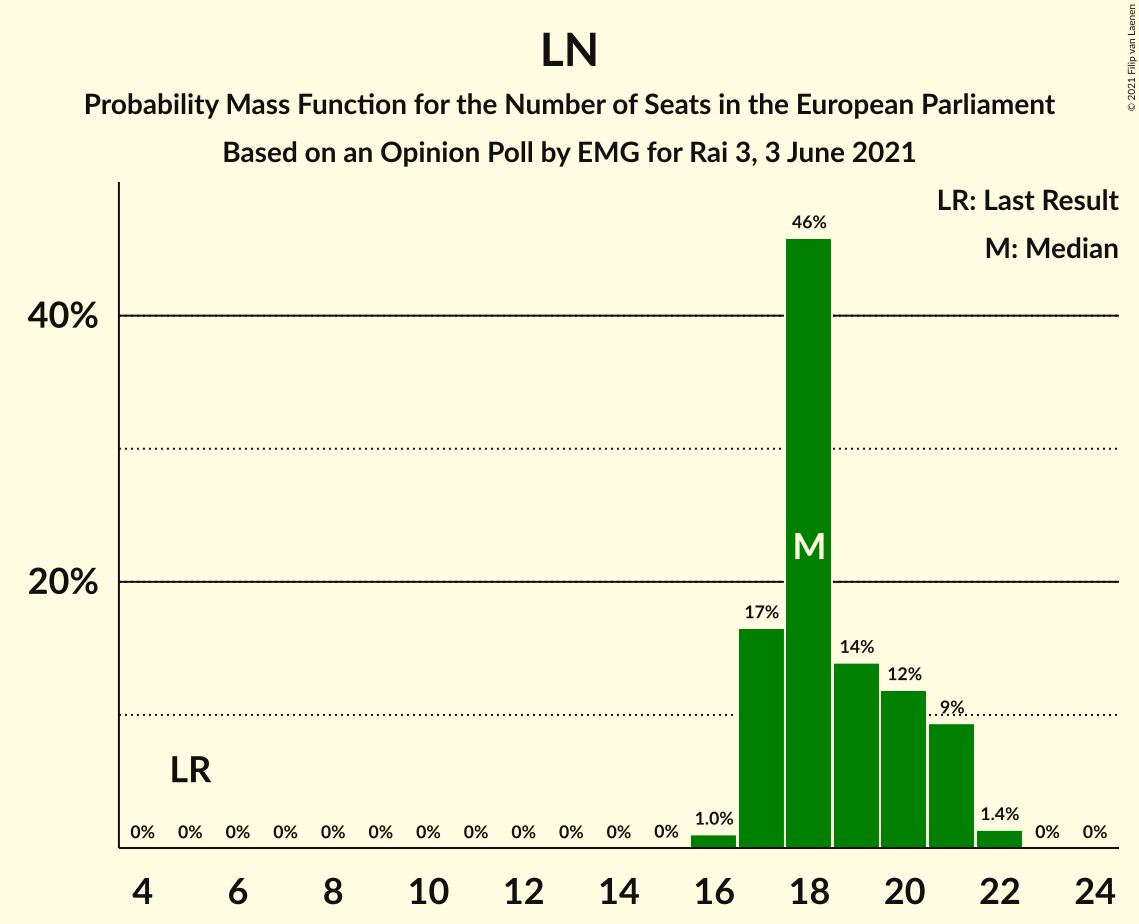 LN
Probability Mass Function for the Number of Seats in the European Parliament
Based on an Opinion Poll by EMG for Rai 3, 3 June 2021
© 2021 Filip van Laenen
LR: Last Result
M: Median
46%
40%
M
20%
17%
14%
12%
9%
LR
0% 0% 0% 0% 0% 0% 0% 0% 0% 0% 0% 0% 1.0% 1.4% 0% 0%
4 6 8 10 12 14 16 18 20 22 24